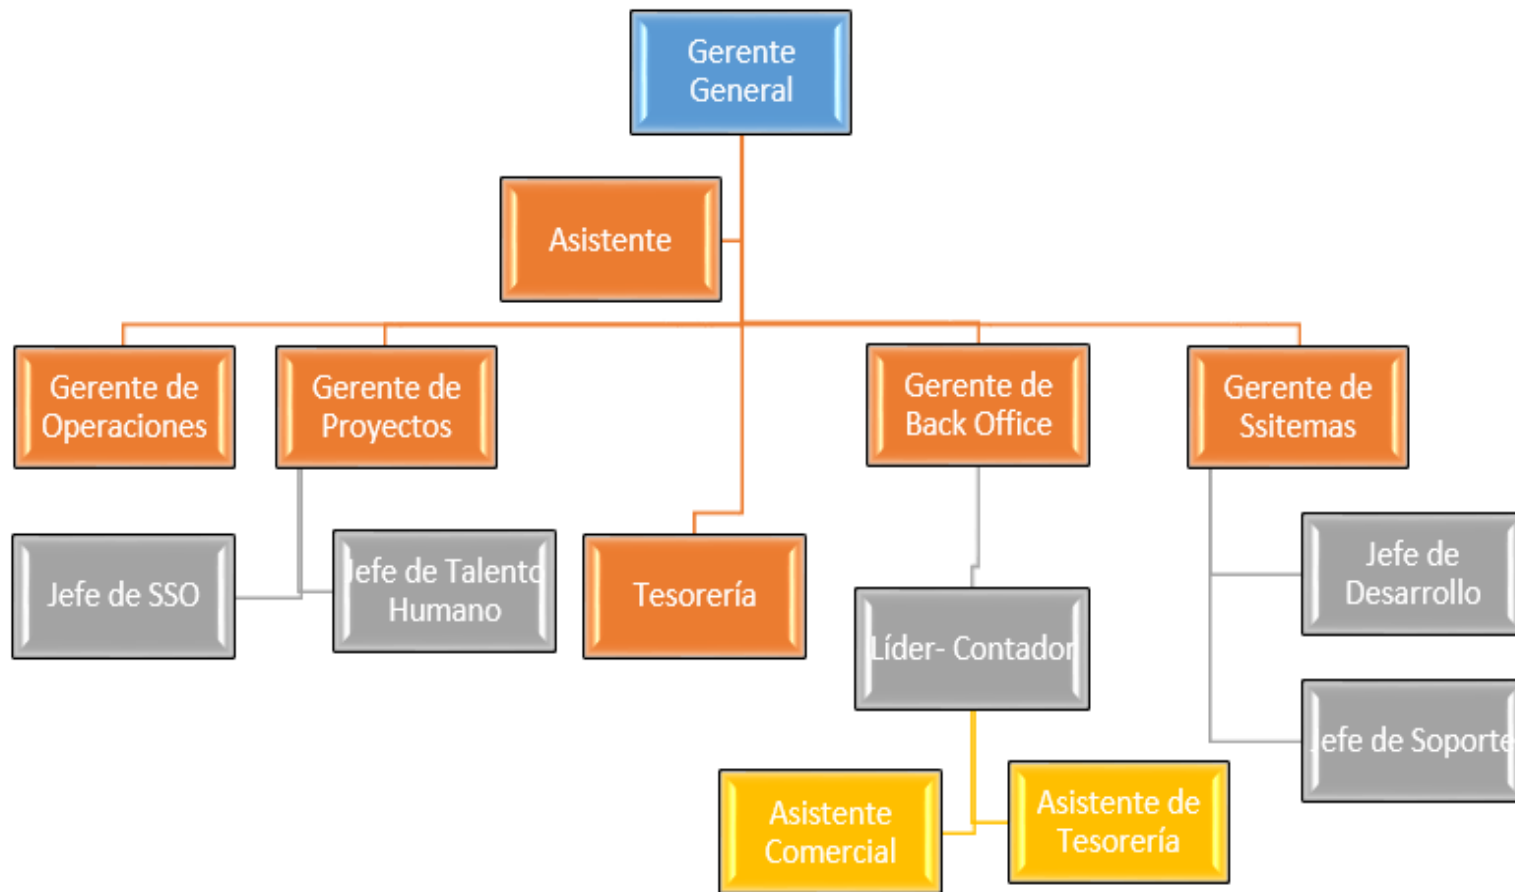 Gerente
General
Asistente
Gerente de
Operaciones
Gerente de
Proyectos
Gerente de
Back Office
Gerente de
Ssitemas
Jefe de SSO
Jefe de Talento
Humano
Tesorería
Líder- Contador
Jefe de
Desarrollo
Jefe de Soporte
Asistente
Comercial
Asistente de
Tesorería